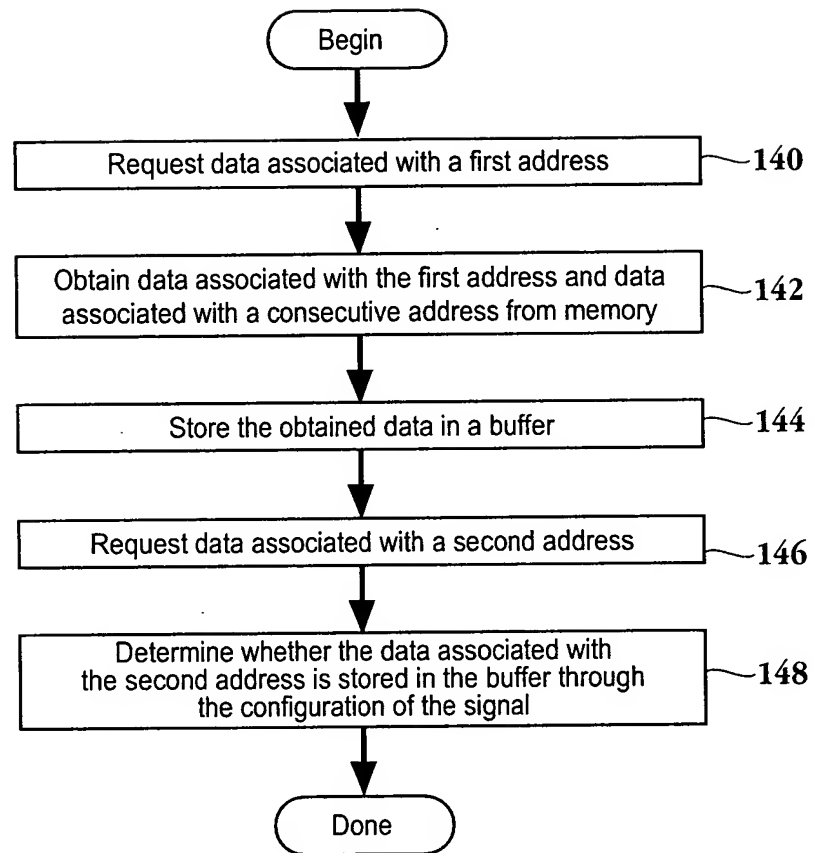 Begin
Request data associated with a first address
140
Obtain data associated with the first address and data
associated with a consecutive address from memory
142
Store the obtained data in a buffer
144
Request data associated with a second address
146
Determine whether the data associated with
the second address is stored in the buffer through
the configuration of the signal
148
Done